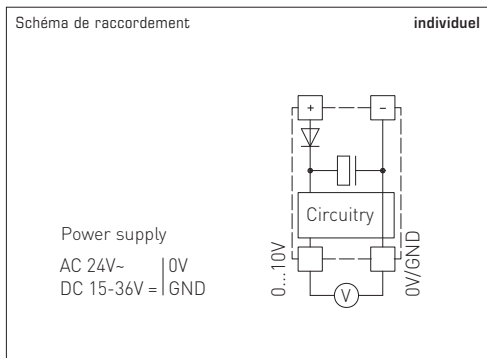 Schéma de raccordement individuel
+ −
Circuitry
Power supply
AC 24V~ 0V
DC 15-36V = GND
0...10V
0V/GND
V